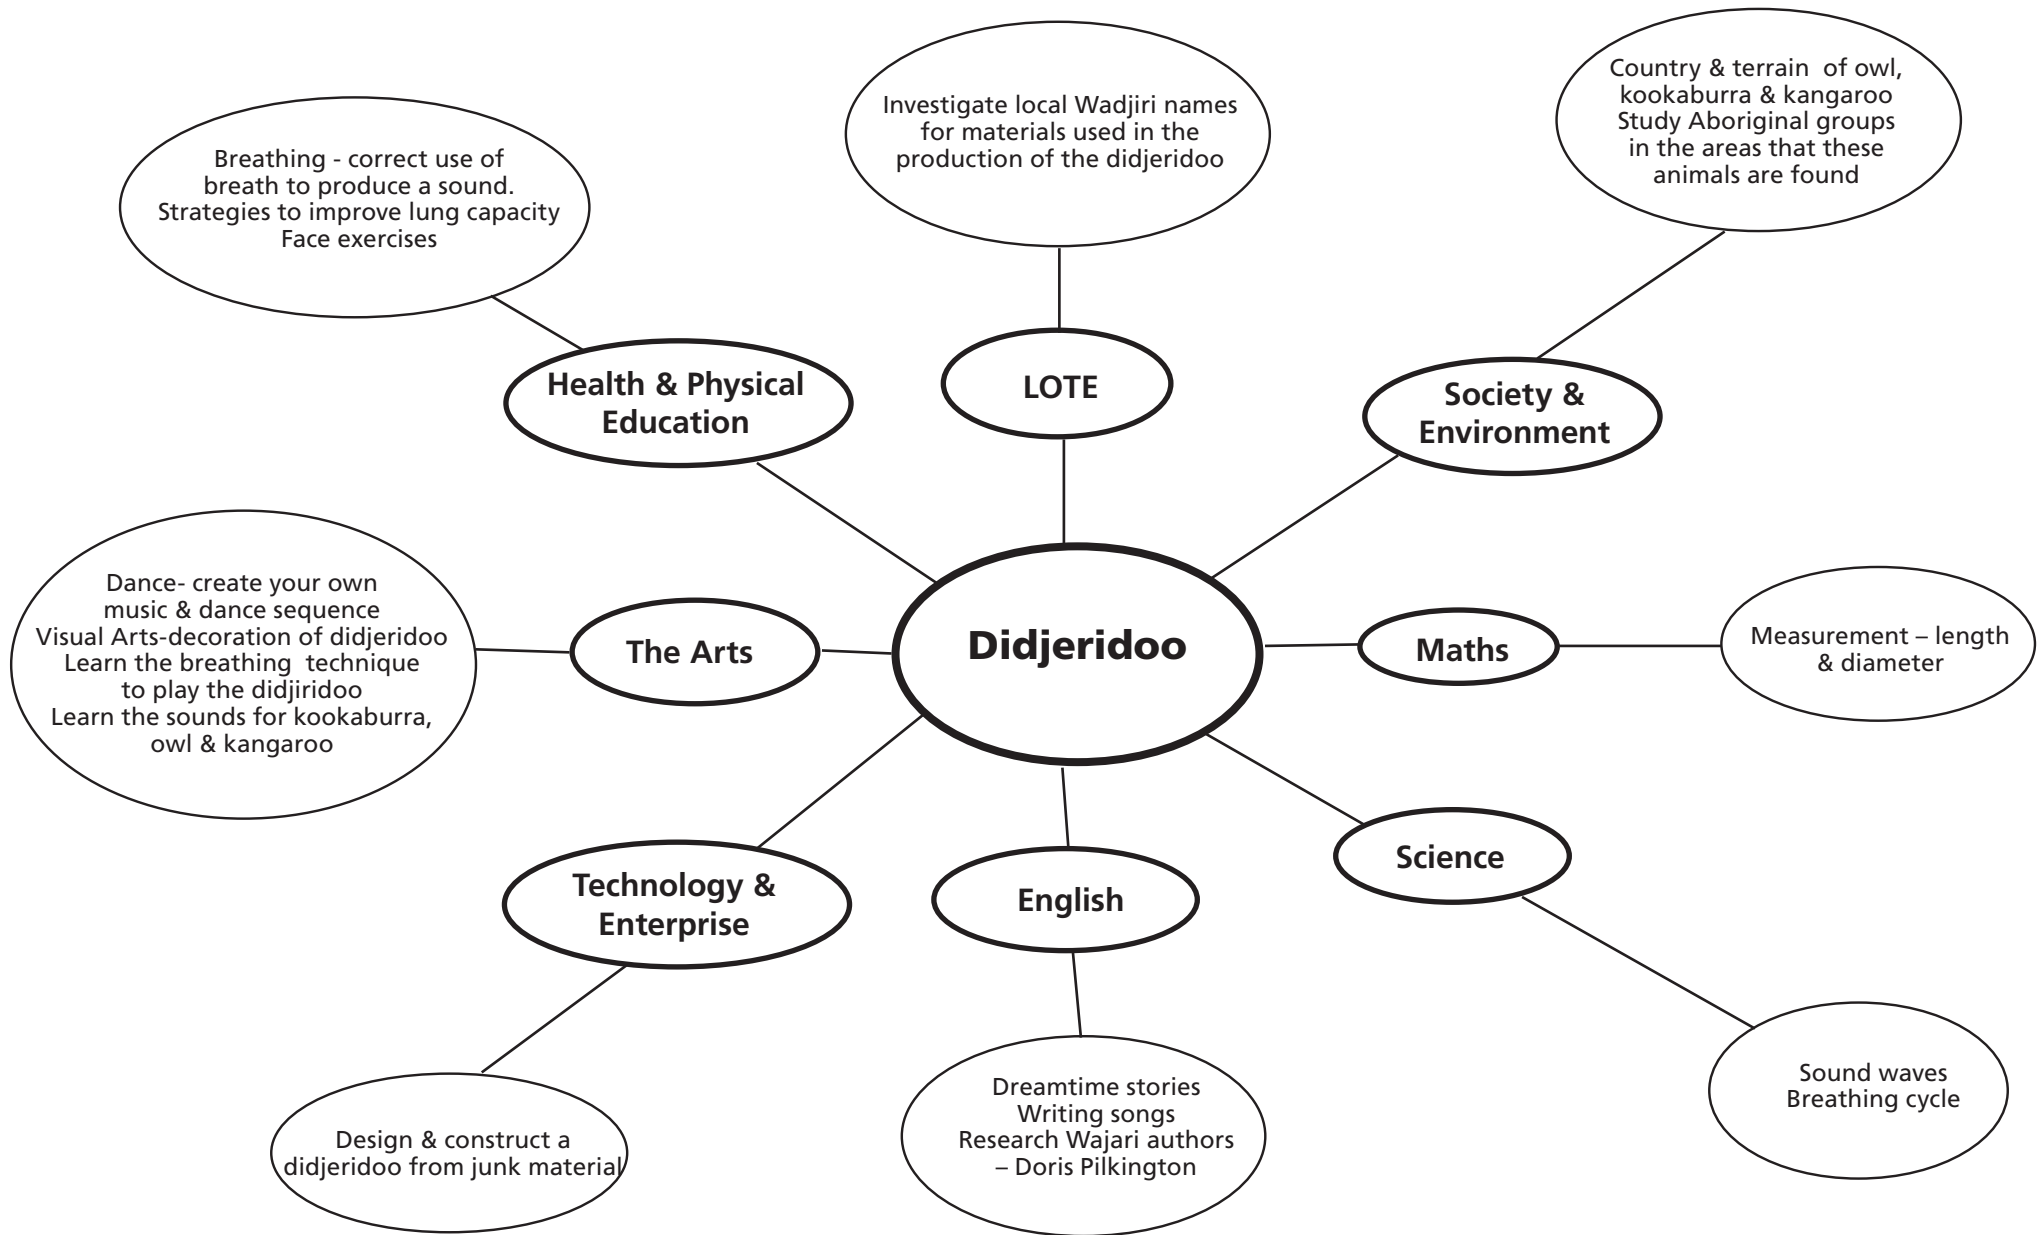 Country & terrain of owl,
kookaburra & kangaroo
Study Aboriginal groups
in the areas that these
animals are found
Investigate local Wadjiri names
for materials used in the
production of the didjeridoo
Breathing - correct use of
breath to produce a sound.
Strategies to improve lung capacity
Face exercises
Health & Physical
Education
LOTE
Society &
Environment
Dance- create your own
music & dance sequence
Visual Arts-decoration of didjeridoo
Learn the breathing technique
to play the didjiridoo
Learn the sounds for kookaburra,
owl & kangaroo
The Arts
Didjeridoo
Maths
Measurement – length
& diameter
Technology &
Enterprise
English
Science
Design & construct a
didjeridoo from junk material
Dreamtime stories
Writing songs
Research Wajari authors
– Doris Pilkington
Sound waves
Breathing cycle